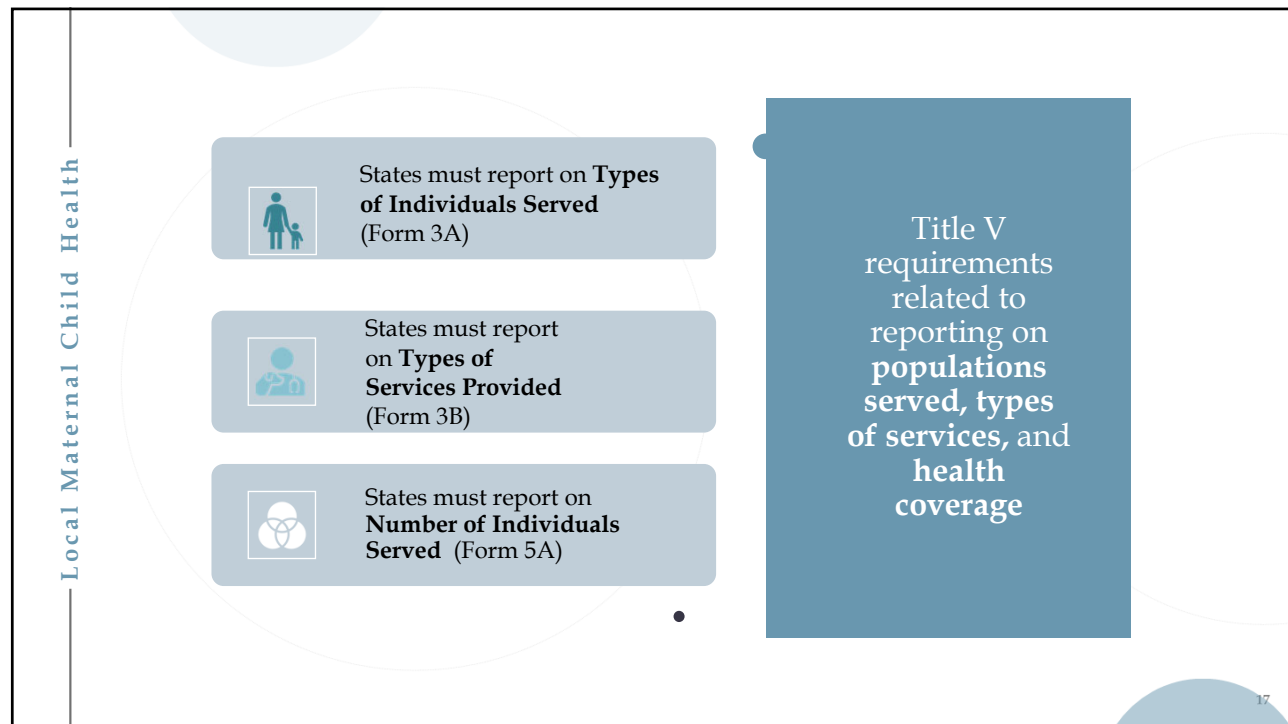 Local Maternal Child Health
States must report on Types
of Individuals Served
(Form 3A)
States must report
on Types of
Services Provided
(Form 3B)
States must report on
Number of Individuals
Served (Form 5A)
Title V
requirements
related to
reporting on
populations
served, types
of services, and
health
coverage
17